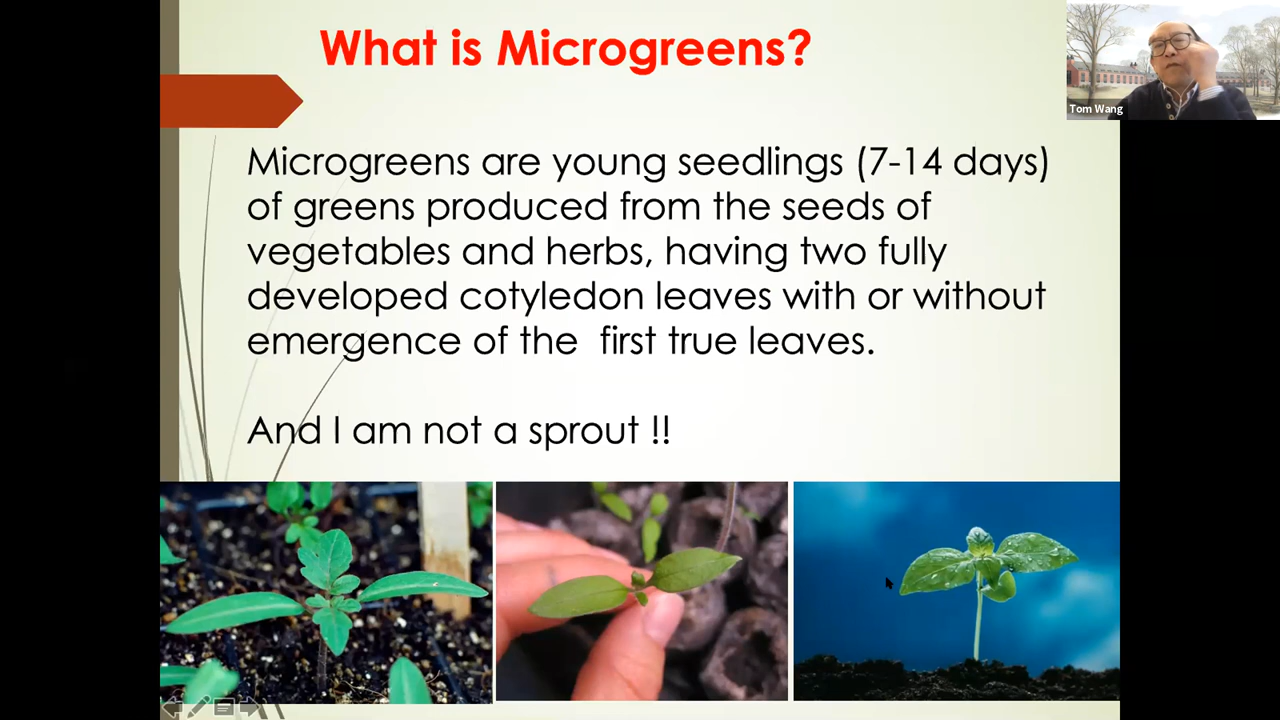 What is Microgreens?
Tom Wang
Microgreens are young seedlings (7-14 days)
of greens produced from the seeds of
vegetables and herbs, having two fully
developed cotyledon leaves with or without
emergence of the  first true leaves.
And I am not a sprout !!